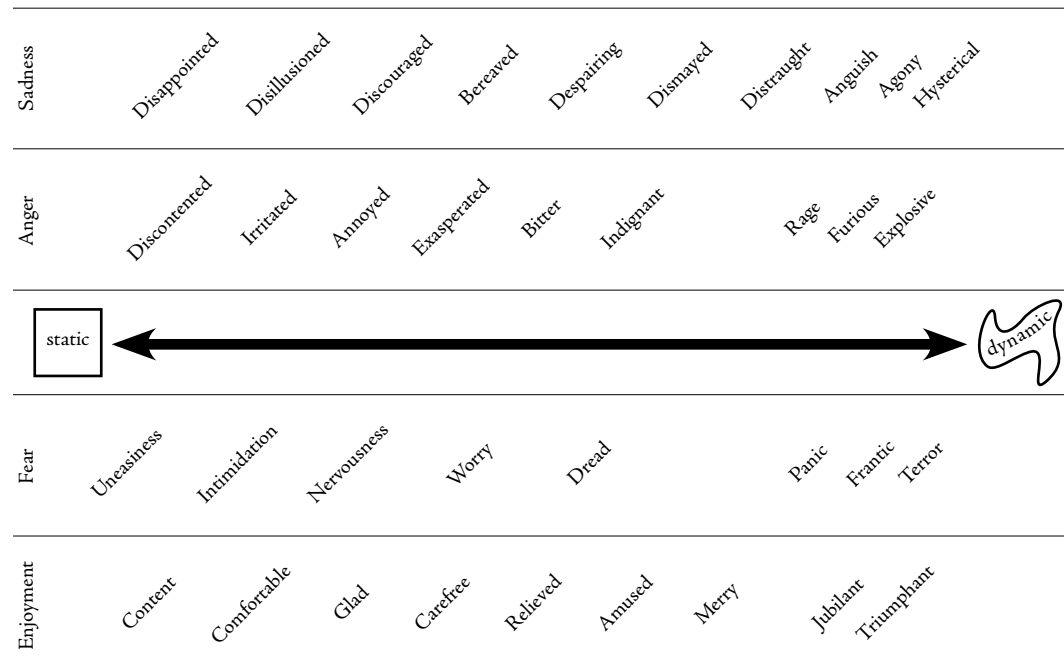 Sadness
Disappointed
Disillusioned
Discouraged
Bereaved
Despairing
Dismayed
Distraught
Anguish
Agony
Hysterical
Anger
Discontented
Irritated
Annoyed
Exasperated
Bitter
Indignant
Rage
Furious
Explosive
static
dynamic
Fear
Uneasiness
Intimidation
Nervousness
Worry
Dread
Panic
Frantic
Terror
Enjoyment
Content
Comfortable
Glad
Carefree
Relieved
Amused
Merry
Jubilant
Triumphant